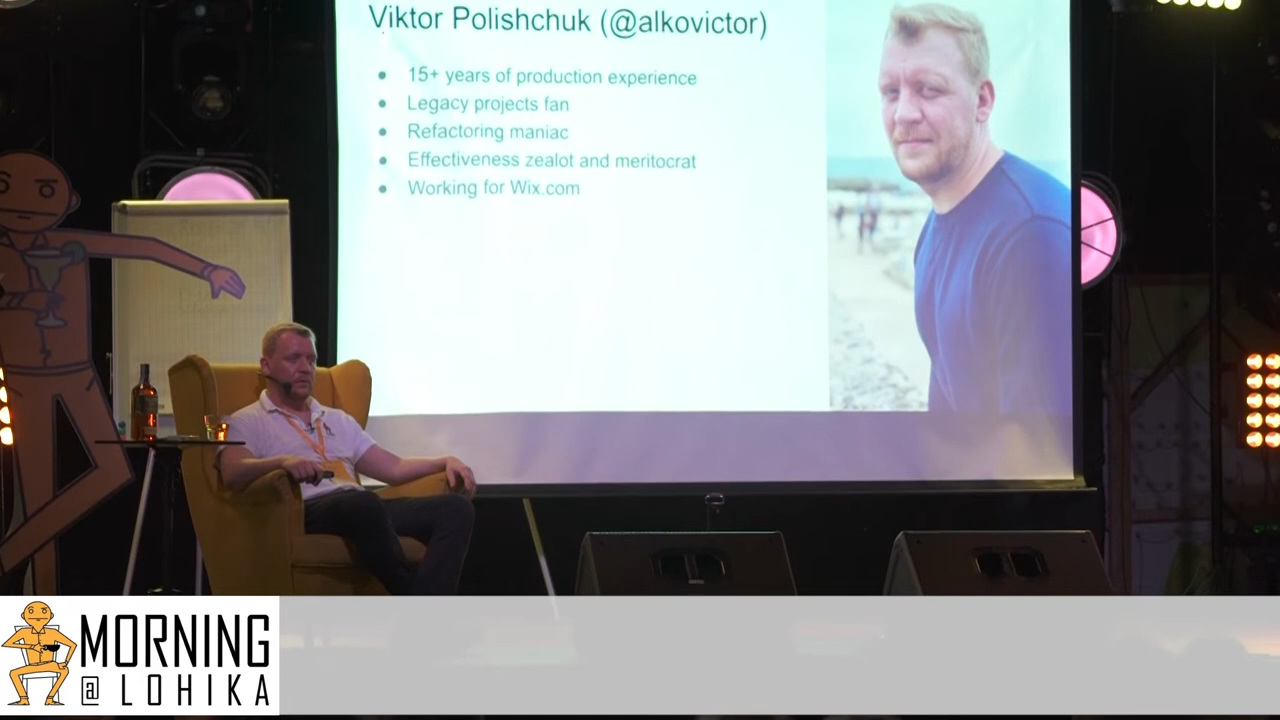 Viktor Polishchuk (@alkovictor)
● 15+ years of production experience
● Legacy projects fan
● Refactoring maniac
● Effectiveness zealot and meritocrat
● Working for Wix.com
MORNING
@ LOHIKA